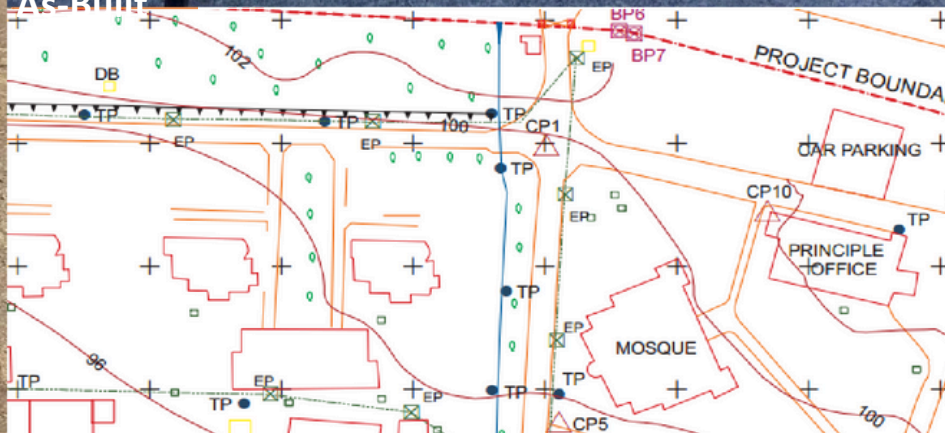 As-Built
BP6
BP7
PROJECT BOUNDA
102
EP
DB
TP
TP
TP
100
CP1
CAR PARKING
EP
EP
TP
CP10
EP
TP
PRINCIPLE
OFFICE
TP
EP
MOSQUE
96
TP
EP
TP
TP
EP
TP
100
CP5